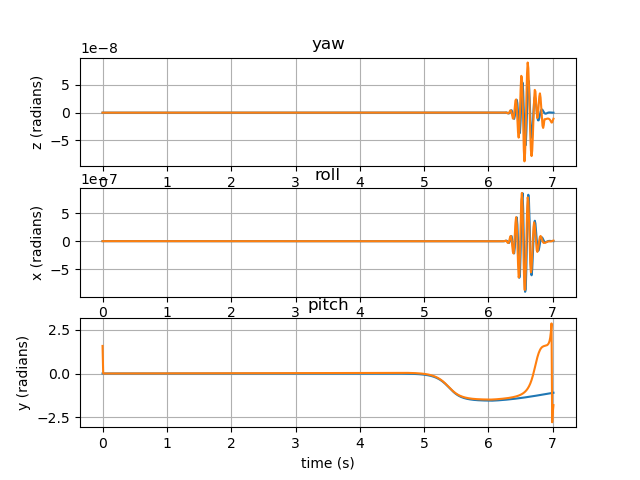 yaw
1e−8
z (radians)
5
0
−5
0 1 2 3 4 5 6 7
roll
1e−7
x (radians)
5
0
−5
0 1 2 3 4 5 6 7
pitch
y (radians)
2.5
0.0
−2.5
0 1 2 3 4 5 6 7
time (s)